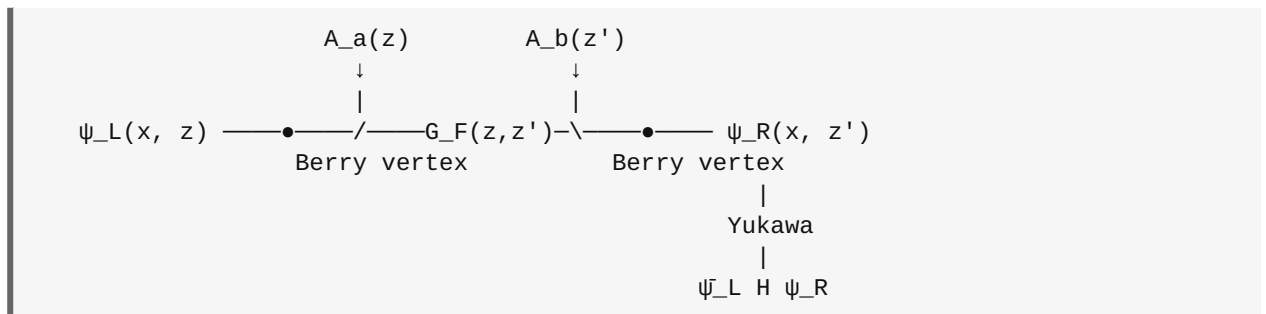 A_a(z) A_b(z')
↓ ↓
| |
ψ_L(x, z) ────●────/────G_F(z,z')─\────●──── ψ_R(x, z')
Berry vertex Berry vertex
|
Yukawa
|
ψ̄_L H ψ_R